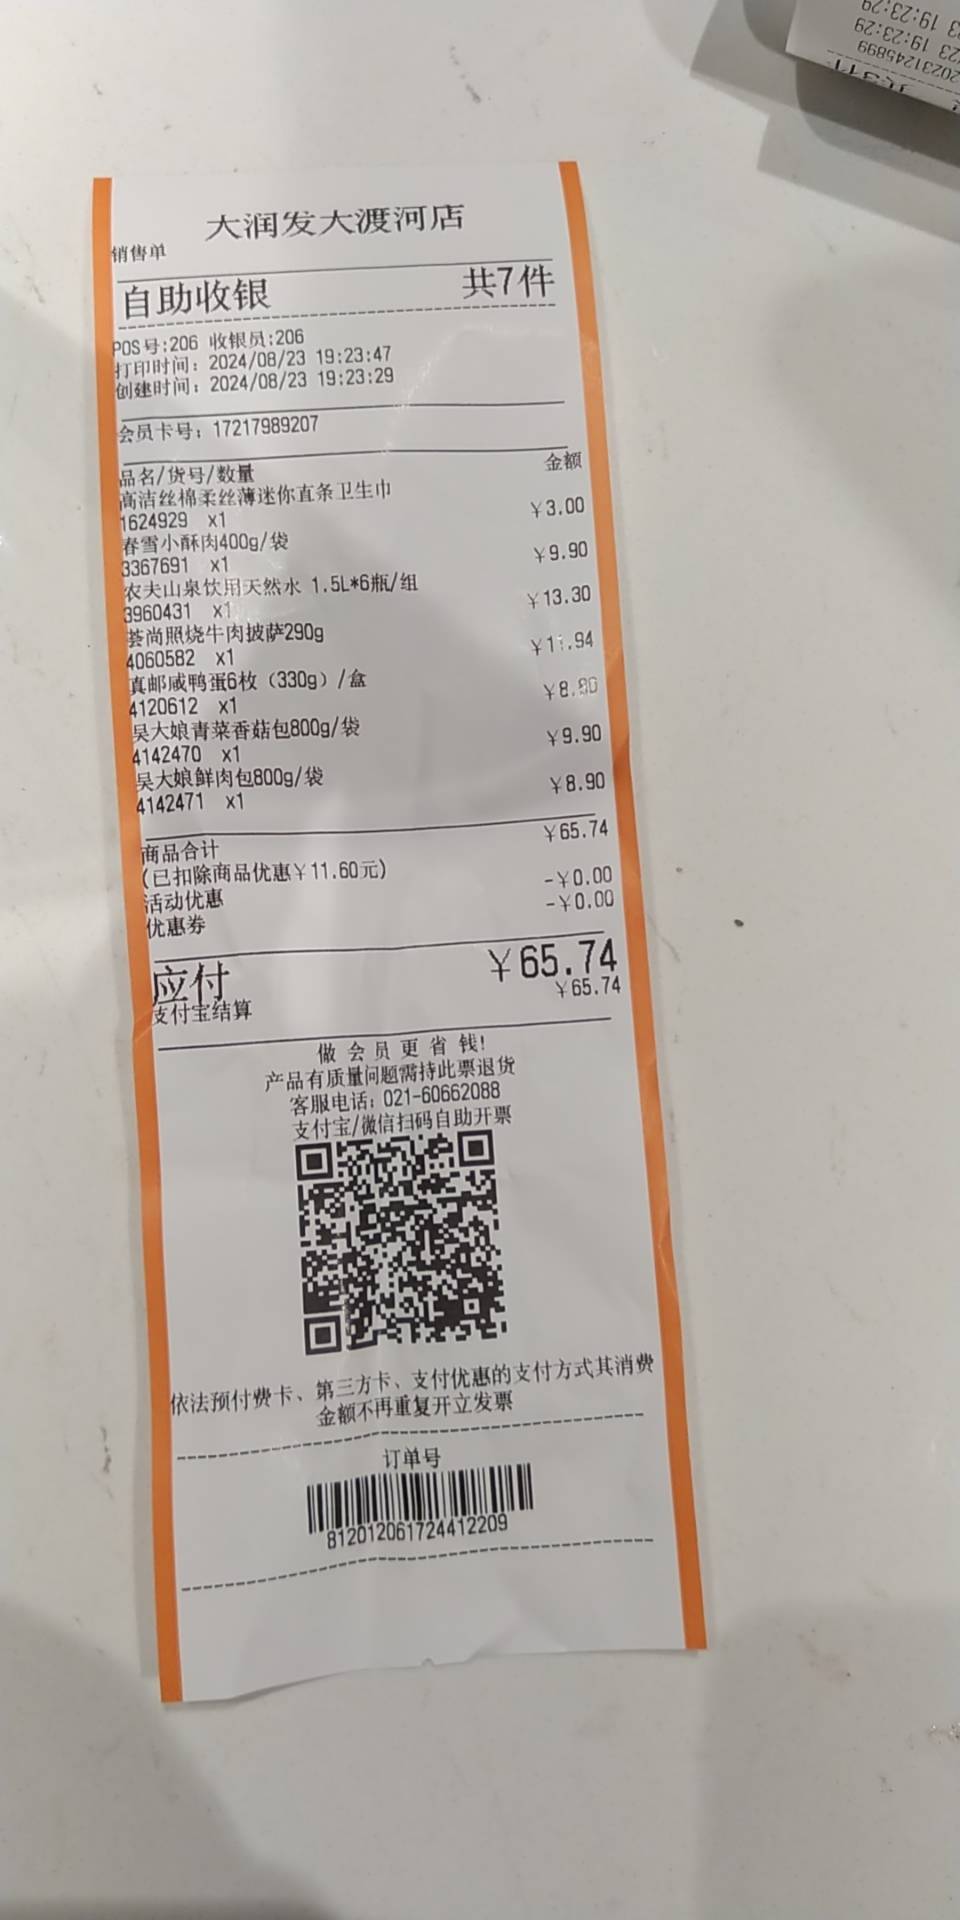 大润发大渡河店
销售单
自助收银 共7件
POS号:206 收银员:206
打印时间: 2024/08/23 19:23:47
创建时间: 2024/08/23 19:23:29
会员卡号: 17217989207
品名/货号/数量 金额
高洁丝棉柔丝薄迷你直条卫生巾
1624929 x1 ¥3.00
春雪小酥肉400g/袋
3367691 x1 ¥9.90
农夫山泉饮用天然水 1.5L*6瓶/组
3960431 x1 ¥13.30
荟尚照烧牛肉披萨290g
4060582 x1 ¥11.94
真邮咸鸭蛋6枚（330g）/盒
4120612 x1 ¥8.80
吴大娘青菜香菇包800g/袋
4142470 x1 ¥9.90
吴大娘鲜肉包800g/袋
4142471 x1 ¥8.90
商品合计 ¥65.74
(已扣除商品优惠¥11.60元)
活动优惠 -¥0.00
优惠券 -¥0.00
应付 ¥65.74
支付宝结算 ¥65.74
做会员更省钱!
产品有质量问题需持此票退货
客服电话: 021-60662088
支付宝/微信扫码自助开票
依法预付费卡、第三方卡、支付优惠的支付方式其消费
金额不再重复开立发票
订单号
812012061724412209